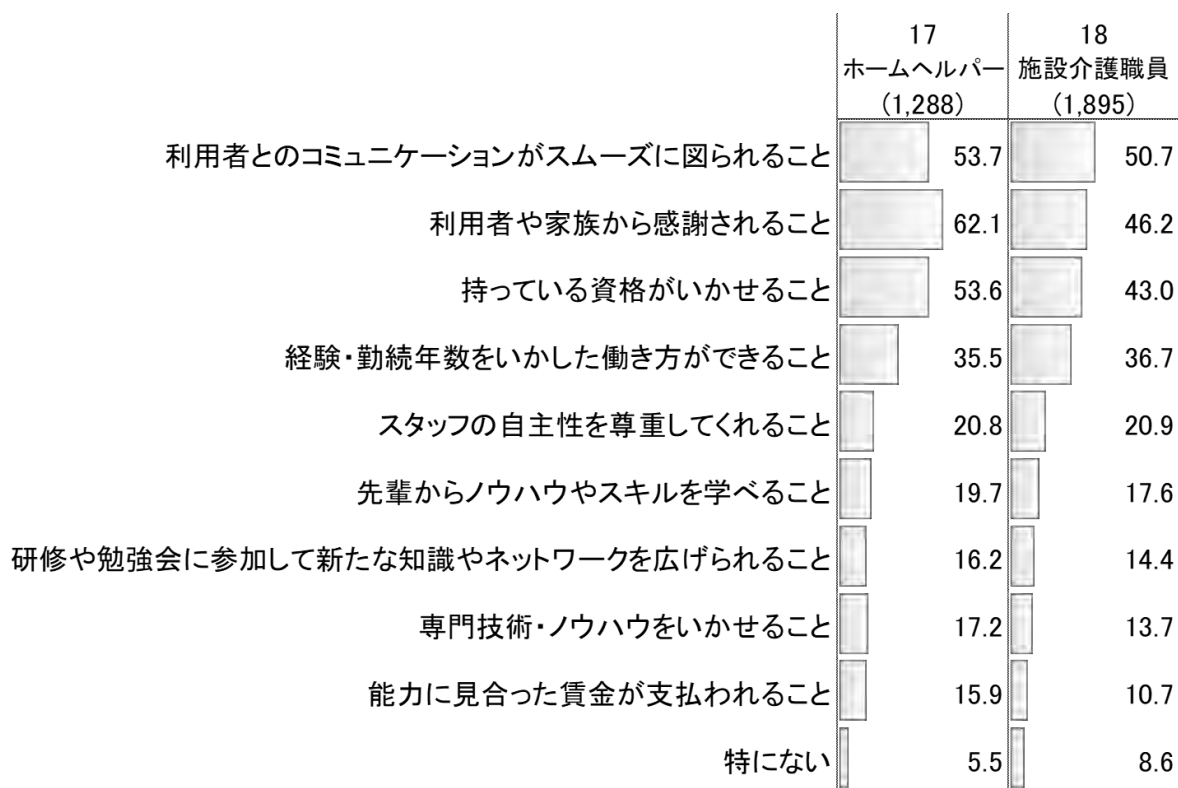 17 18
ホームヘルパー 施設介護職員
(1,288) (1,895)
利用者とのコミュニケーションがスムーズに図られること 53.7 50.7
利用者や家族から感謝されること 62.1 46.2
持っている資格がいかせること 53.6 43.0
経験・勤続年数をいかした働き方ができること 35.5 36.7
スタッフの自主性を尊重してくれること 20.8 20.9
先輩からノウハウやスキルを学べること 19.7 17.6
研修や勉強会に参加して新たな知識やネットワークを広げられること 16.2 14.4
専門技術・ノウハウをいかせること 17.2 13.7
能力に見合った賃金が支払われること 15.9 10.7
特にない 5.5 8.6